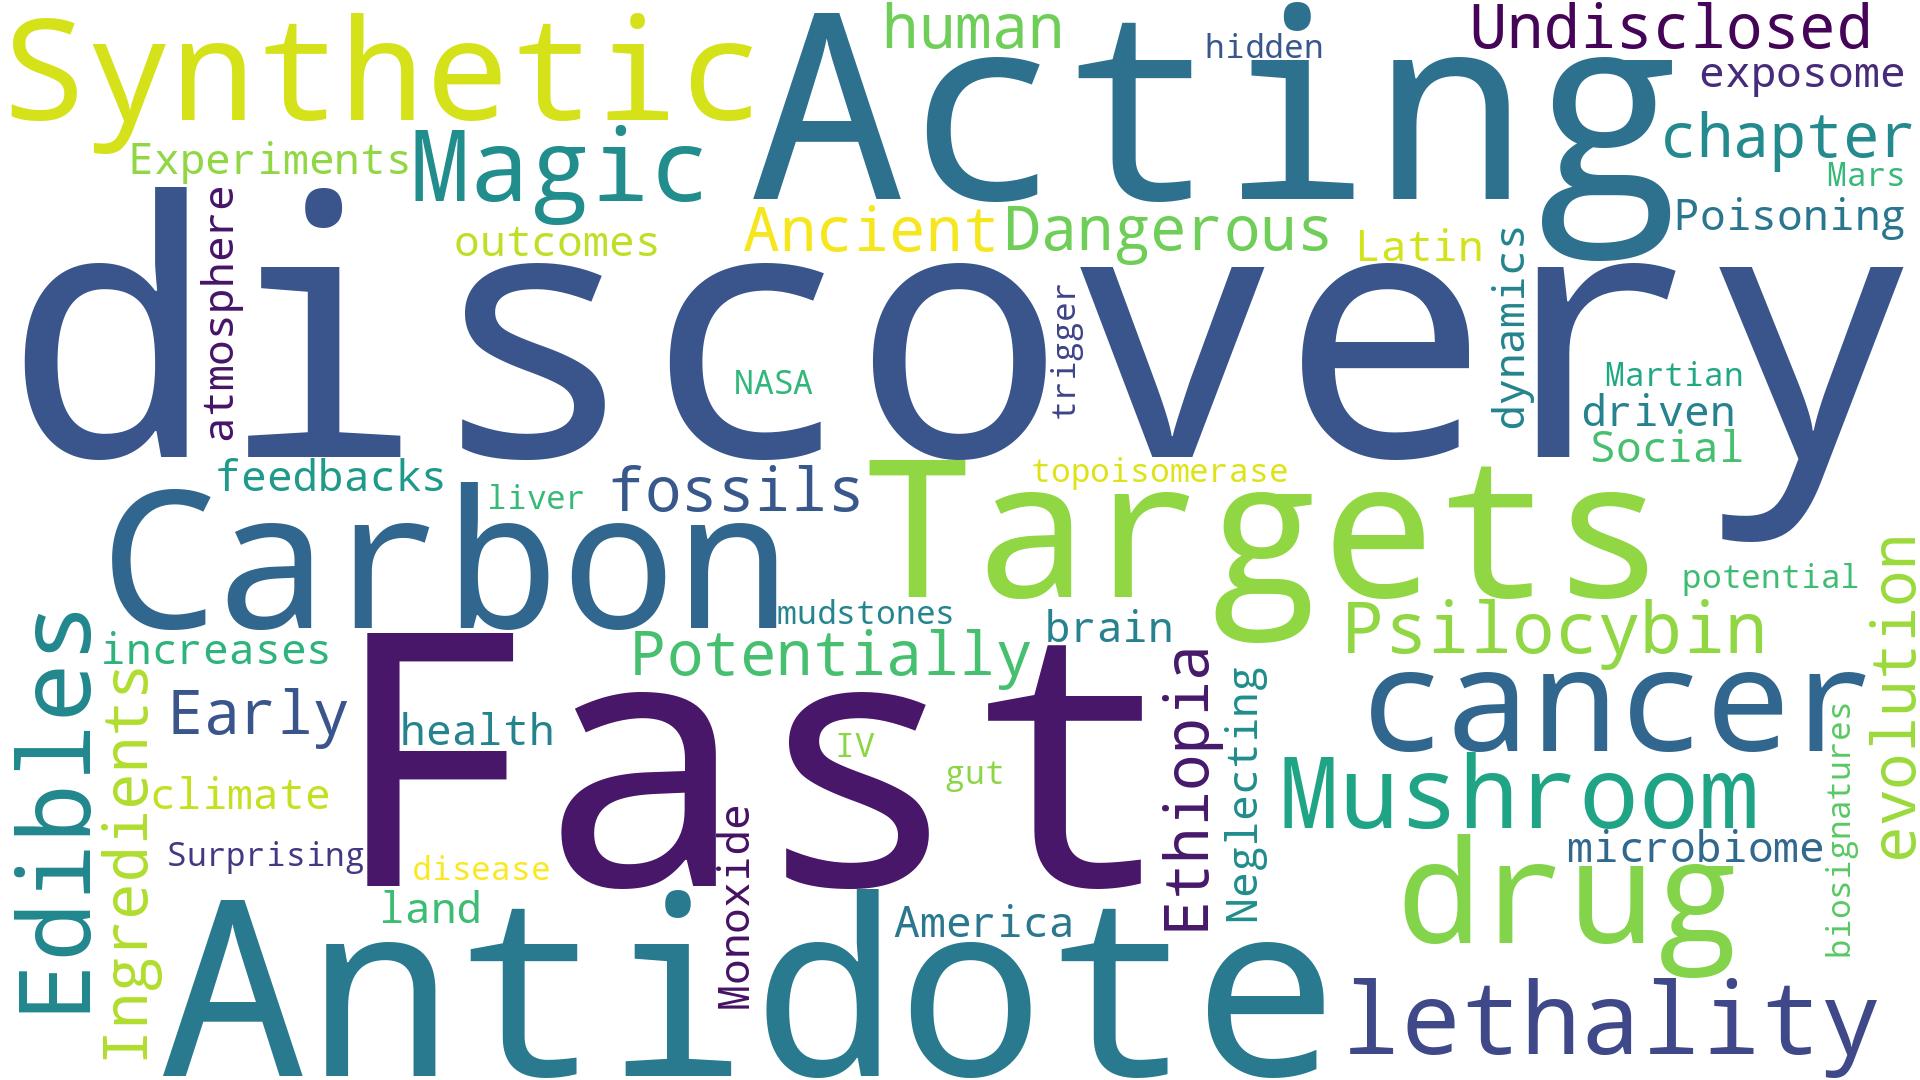 Synthetic
Acting
human
hidden
Undisclosed
exposome
Experiments
Magic
chapter
Mars
atmosphere
outcomes
Ancient
Dangerous
Latin
Poisoning
discovery
NASA
trigger
dynamics
Martian
driven
Social
feedbacks
liver
fossils
topoisomerase
Carbon
Targets
potential
evolution
mudstones
brain
Psilocybin
Edibles
increases
Ingredients
Potentially
Early
health
Fast
IV
gut
Ethiopia
Neglecting
cancer
climate
Mushroom
biosignatures
Surprising
disease
Monoxide
microbiome
drug
land
America
Antidote
lethality